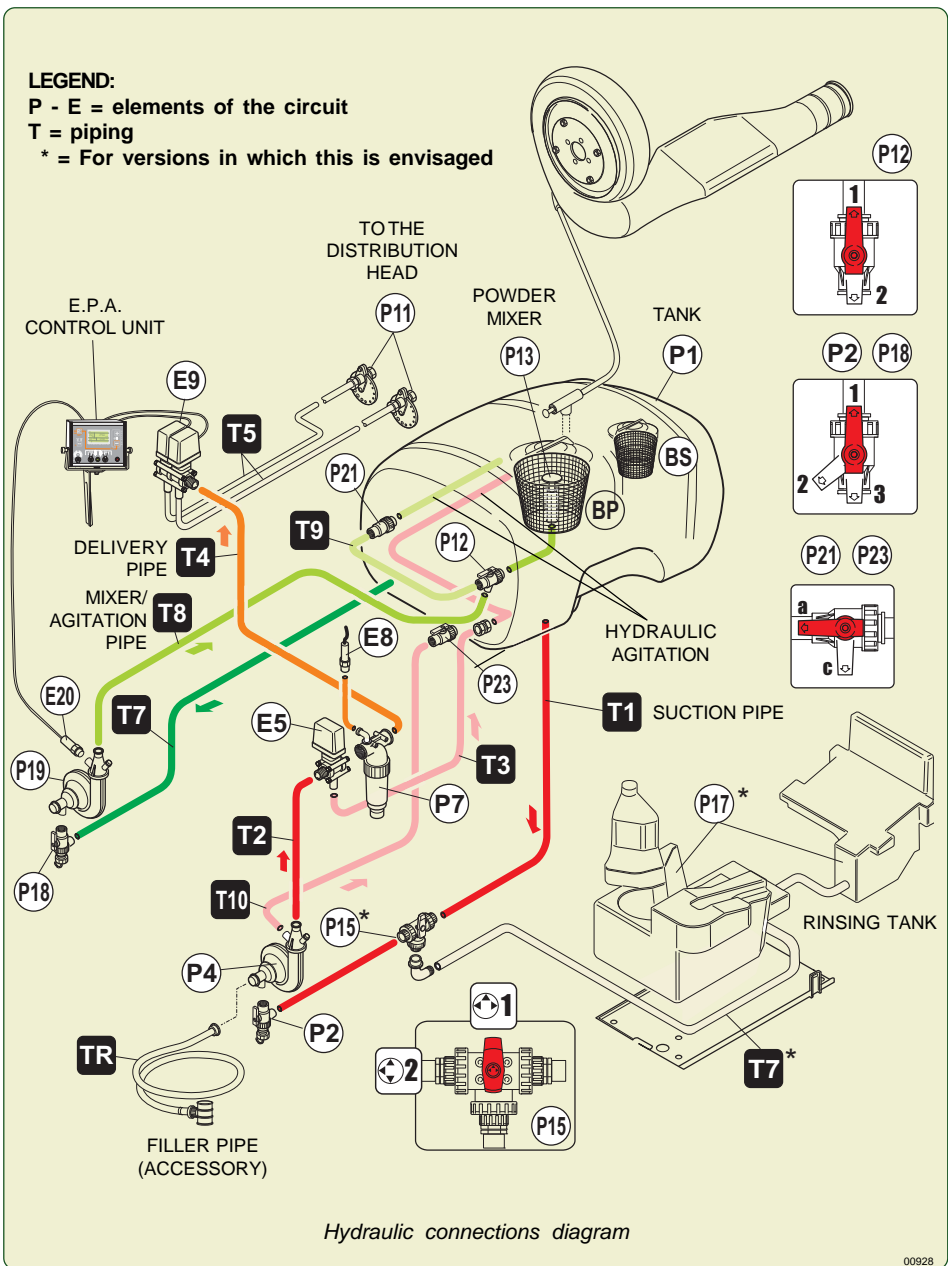 LEGEND:
P - E = elements of the circuit
T = piping
* = For versions in which this is envisaged
P12
1
2
TO THE
DISTRIBUTION
HEAD
P11
POWDER
MIXER
P13
TANK
P1
E.P.A.
CONTROL UNIT
E9
P2 P18
1
2
3
T5
BS
P21
BP
T9
P12
DELIVERY
PIPE
T4
MIXER/
AGITATION
PIPE
T8
P21 P23
a
c
HYDRAULIC
AGITATION
E8
P23
E20
T7
E5
T1 SUCTION PIPE
T3
P19
P7
P17 *
T2
P18
T10
P15 *
RINSING TANK
P4
P2
1
TR
2
T7 *
P15
FILLER PIPE
(ACCESSORY)
Hydraulic connections diagram
00928